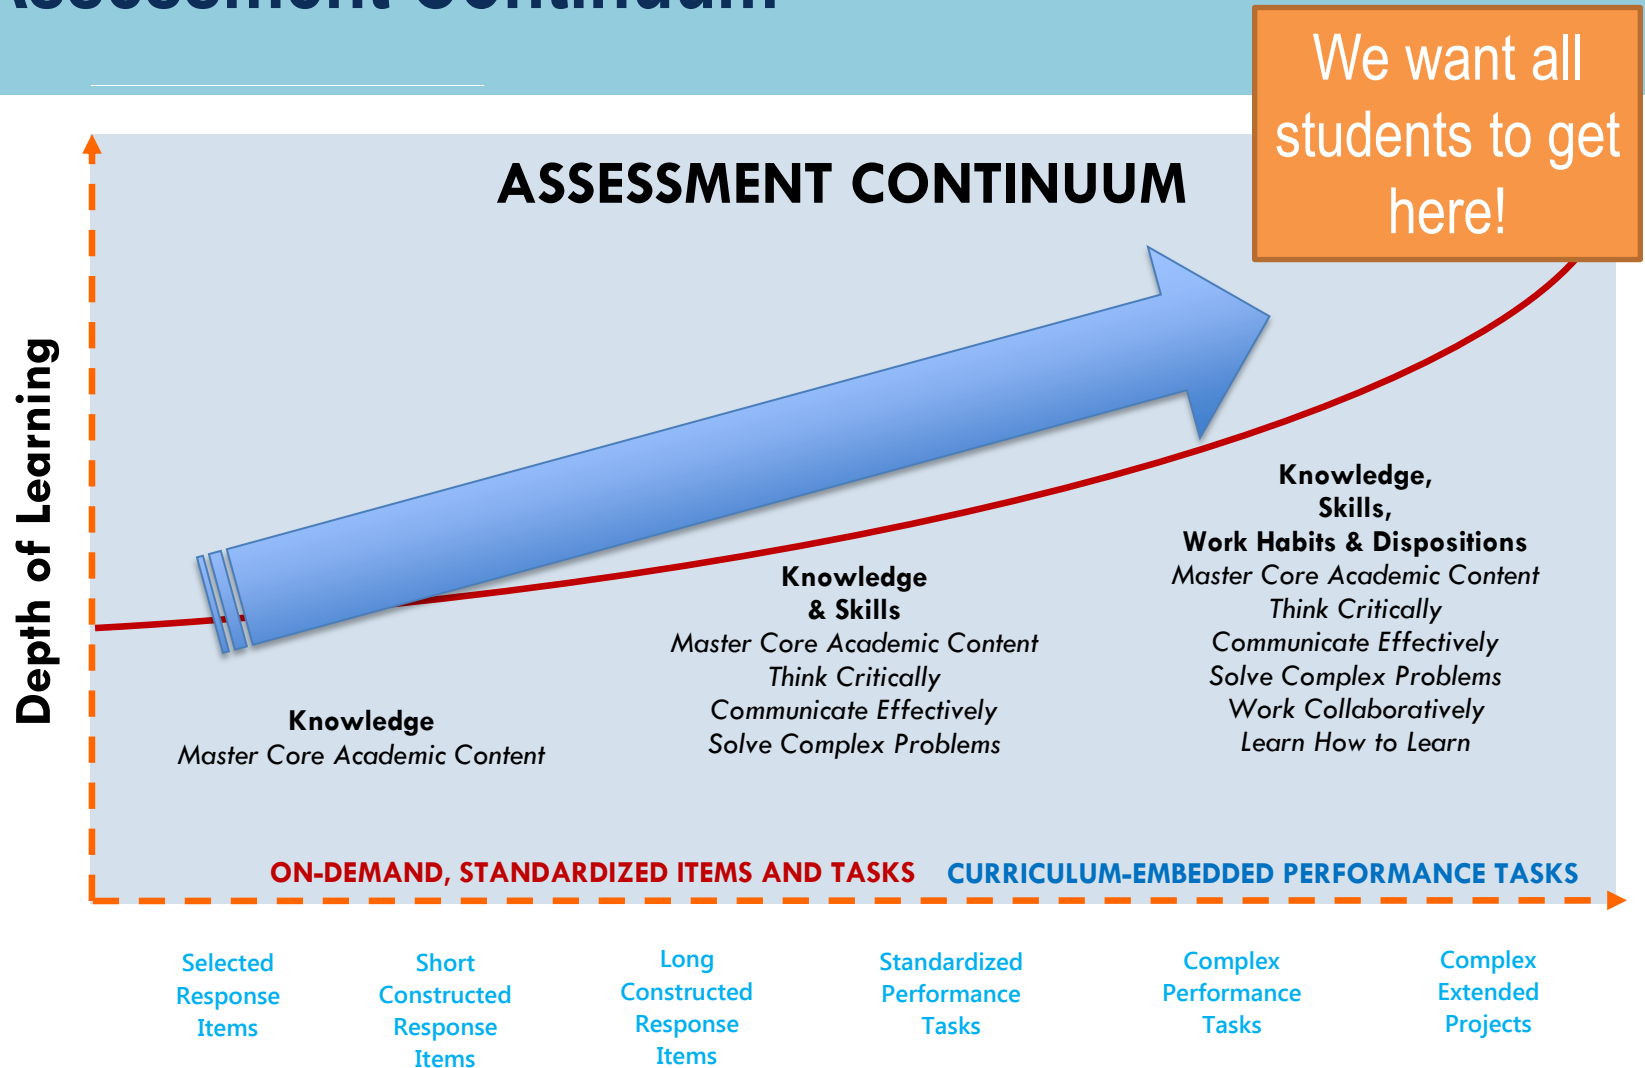 Assessment Continuum
We want all
students to get
here!
ASSESSMENT CONTINUUM
Depth of Learning
Knowledge
Master Core Academic Content
Knowledge
& Skills
Master Core Academic Content
Think Critically
Communicate Effectively
Solve Complex Problems
Knowledge,
Skills,
Work Habits & Dispositions
Master Core Academic Content
Think Critically
Communicate Effectively
Solve Complex Problems
Work Collaboratively
Learn How to Learn
ON-DEMAND, STANDARDIZED ITEMS AND TASKS
CURRICULUM-EMBEDDED PERFORMANCE TASKS
Selected
Response
Items
Short
Constructed
Response
Items
Long
Constructed
Response
Items
Standardized
Performance
Tasks
Complex
Performance
Tasks
Complex
Extended
Projects